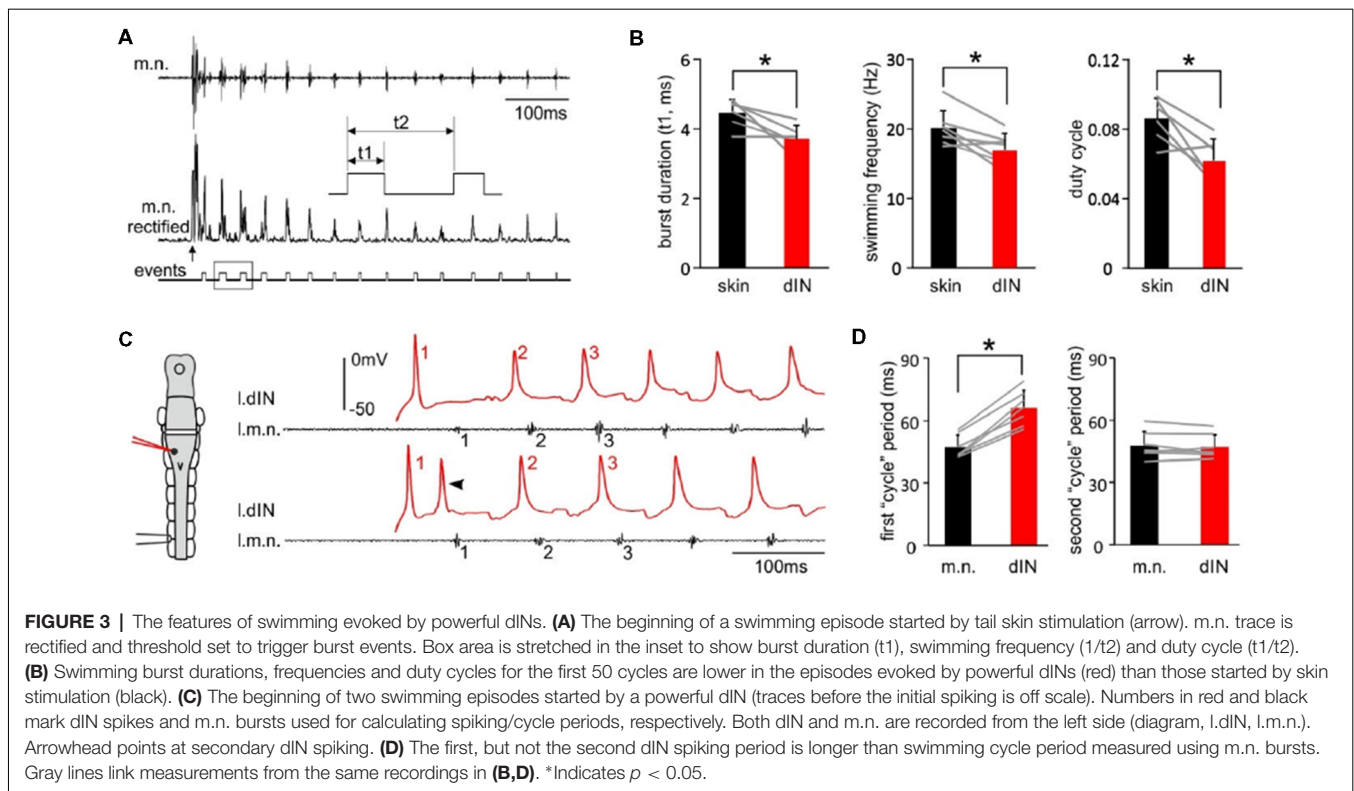 A
m.n.
100ms
t2
t1
m.n.
rectified
events
B
burst duration (t1, ms)
6
4
2
0
skin dIN
*
swimming frequency (Hz)
30
20
10
0
skin dIN
*
duty cycle
0.12
0.08
0.04
0
skin dIN
*
C
0mV
-50
l.dIN
1 2 3
l.m.n.
1 2 3
l.dIN
1 2 3
l.m.n.
1 2 3
100ms
D
first "cycle" period (ms)
90
60
30
0
m.n. dIN
*
second "cycle" period (ms)
90
60
30
0
m.n. dIN
FIGURE 3 | The features of swimming evoked by powerful dINs. (A) The beginning of a swimming episode started by tail skin stimulation (arrow). m.n. trace is
rectified and threshold set to trigger burst events. Box area is stretched in the inset to show burst duration (t1), swimming frequency (1/t2) and duty cycle (t1/t2).
(B) Swimming burst durations, frequencies and duty cycles for the first 50 cycles are lower in the episodes evoked by powerful dINs (red) than those started by skin
stimulation (black). (C) The beginning of two swimming episodes started by a powerful dIN (traces before the initial spiking is off scale). Numbers in red and black
mark dIN spikes and m.n. bursts used for calculating spiking/cycle periods, respectively. Both dIN and m.n. are recorded from the left side (diagram, l.dIN, l.m.n.).
Arrowhead points at secondary dIN spiking. (D) The first, but not the second dIN spiking period is longer than swimming cycle period measured using m.n. bursts.
Gray lines link measurements from the same recordings in (B,D). *Indicates p < 0.05.